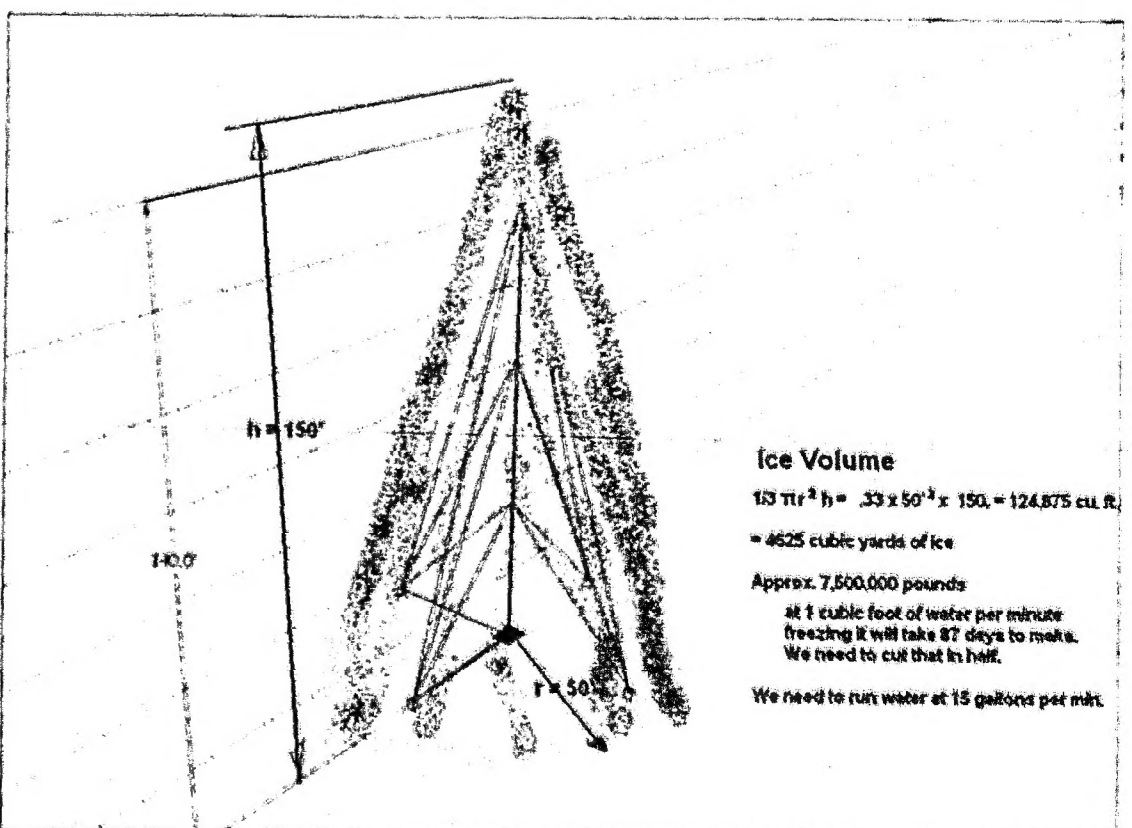 h = 150'
140.0'
r = 50'
Ice Volume
1/3 πr² h = .33 x 50'² x 150. = 124,875 cu. ft.
= 4625 cubic yards of ice
Approx. 7,500,000 pounds
at 1 cubic foot of water per minute
freezing it will take 87 days to make.
We need to cut that in half.
We need to run water at 15 gallons per min.